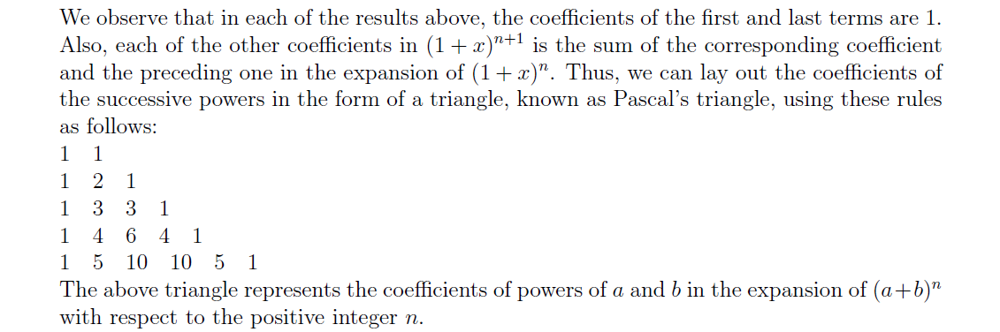 We observe that in each of the results above, the coefficients of the first and last terms are 1.
Also, each of the other coefficients in (1 + x)^{n+1} is the sum of the corresponding coefficient
and the preceding one in the expansion of (1 + x)^n. Thus, we can lay out the coefficients of
the successive powers in the form of a triangle, known as Pascal's triangle, using these rules
as follows:
1 1
1 2 1
1 3 3 1
1 4 6 4 1
1 5 10 10 5 1
The above triangle represents the coefficients of powers of a and b in the expansion of (a+b)^n
with respect to the positive integer n.